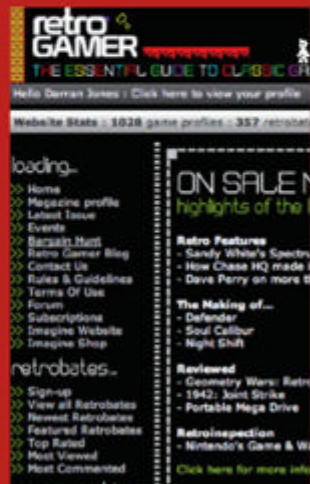 retro
GAMER
THE ESSENTIAL GUIDE TO CLASSIC GA
Hello Darran Jones : Click here to view your profile
Website Stats : 1028 game profiles : 357 retrobat
loading...
>> Home
>> Magazine profile
>> Latest Issue
>> Events
>> Bargain Hunt
>> Retro Gamer Blog
>> Contact Us
>> Rules & Guidelines
>> Terms Of Use
>> Forum
>> Subscriptions
>> Imagine Website
>> Imagine Shop
retrobates...
>> Sign-up
>> View all Retrobates
>> Newest Retrobates
>> Featured Retrobates
>> Top Rated
>> Most Viewed
>> Most Commented
ON SALE N
highlights of the l
Retro Features
- Sandy White's Spectru
- How Chase HQ made i
- Dave Perry on more t
The Making of...
- Defender
- Soul Calibur
- Night Shift
Reviewed
- Geometry Wars: Retro
- 1942: Joint Strike
- Portable Mega Drive
Retroinspection
- Nintendo's Game & Wa
Click here for more info